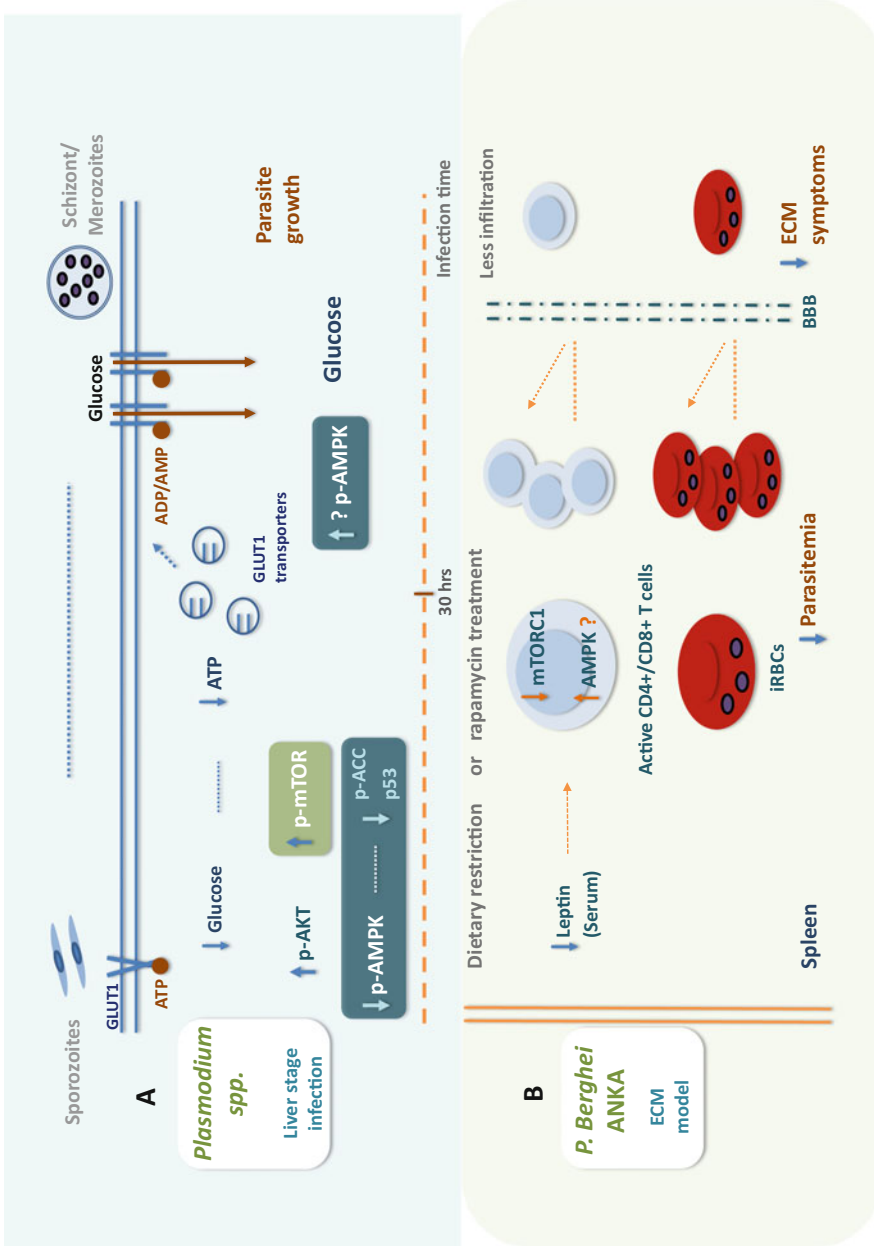 Sporozoites
Schizont/
Merozoites
GLUT1
Glucose
A
ATP
ADP/AMP
Plasmodium
spp.
Liver stage
infection
Glucose
ATP
GLUT1
transporters
Parasite
growth
p-AKT
p-mTOR
? p-AMPK
Glucose
p-AMPK
p-ACC
p53
30 hrs
Infection time
Dietary restriction or rapamycin treatment
Less infiltration
B
P. Berghei
ANKA
ECM
model
Leptin
(Serum)
mTORC1
AMPK ?
Active CD4+/CD8+ T cells
iRBCs
Spleen
Parasitemia
BBB
ECM
symptoms